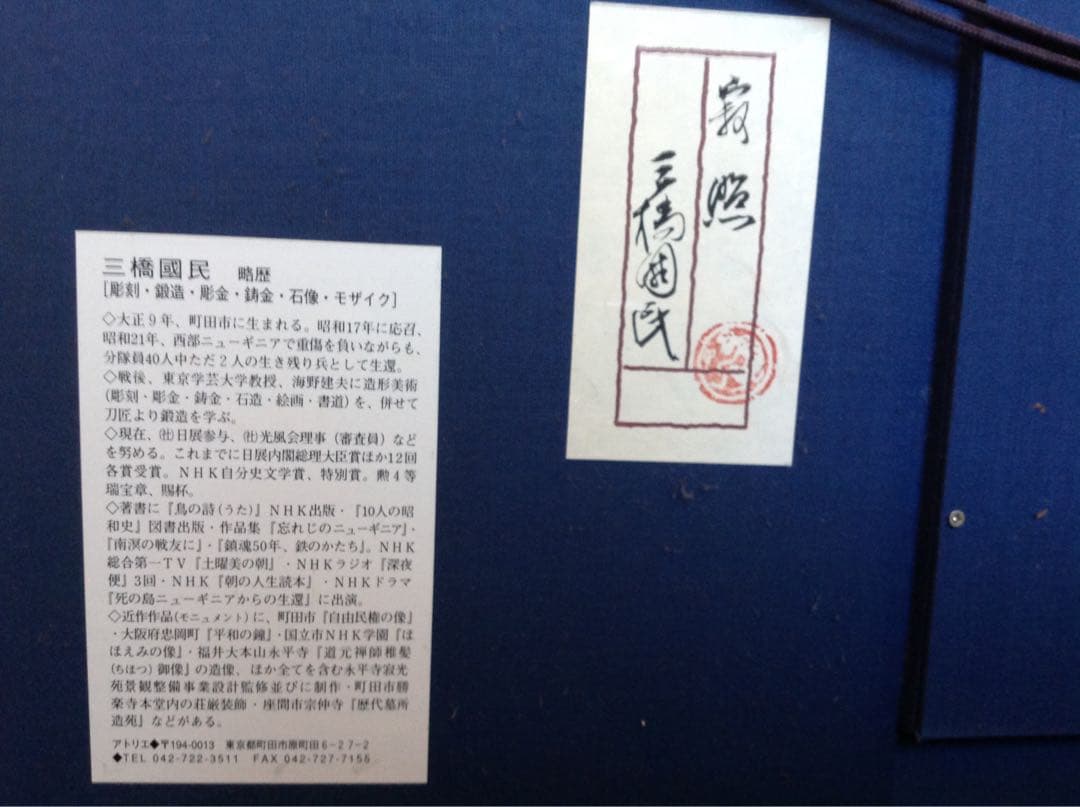 三橋國民 略歴
[彫刻・鍛造・彫金・鋳金・石像・モザイク]
◇大正９年、町田市に生まれる。昭和17年に応召、
昭和21年、西部ニューギニアで重傷を負いながらも、
分隊員40人中ただ２人の生き残り兵として生還。
◇戦後、東京学芸大学教授、海野建夫に造形美術
(彫刻・彫金・鋳金・石造・絵画・書道)を、併せて
刀匠より鍛造を学ぶ。
◇現在、㈳日展参与、㈳光風会理事（審査員）など
を努める。これまでに日展内閣総理大臣賞ほか12回
各賞受賞。ＮＨＫ自分史文学賞、特別賞。勲４等
瑞宝章、賜杯。
◇著書に『鳥の詩(うた)』ＮＨＫ出版・『10人の昭
和史』図書出版・作品集『忘れじのニューギニア』・
『南溟の戦友に』・『鎮魂50年、鉄のかたち』。ＮＨＫ
総合第一ＴＶ『土曜美の朝』・ＮＨＫラジオ『深夜
便』3回・ＮＨＫ『朝の人生読本』・ＮＨＫドラマ
『死の島ニューギニアからの生還』に出演。
◇近作作品(モニュメント)に、町田市『自由民権の像』
・大阪府忠岡町『平和の鐘』・国立市ＮＨＫ学園『ほ
ほえみの像』・福井大本山永平寺『道元禅師稚髪
(ちほつ)御像』の造像、ほか全てを含む永平寺寂光
苑景観整備事業設計監修並びに制作・町田市勝
楽寺本堂内の荘厳装飾・座間市宗仲寺『歴代墓所
造苑』などがある。
アトリエ◆〒194-0013 東京都町田市原町田6-27-2
◆TEL 042-722-3511 FAX 042-727-7155
寂照
三橋國民